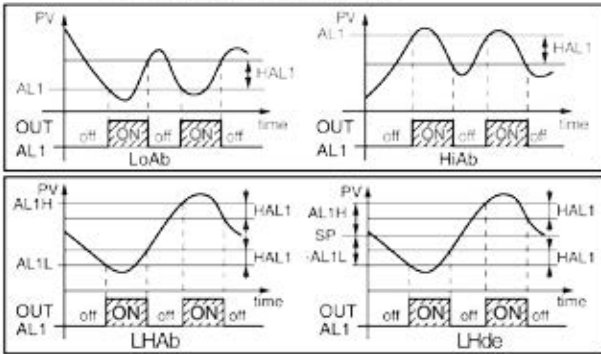 PV
AL1
HAL1
time
OUT
off ON off ON off
AL1
LoAb
PV
AL1
HAL1
time
OUT
off ON off ON off
AL1
HiAb
PV
AL1H
HAL1
HAL1
AL1L
time
OUT
off ON off ON off
AL1
LHAb
PV
AL1H
HAL1
SP
-AL1L
HAL1
time
OUT
off ON off ON off
AL1
LHde